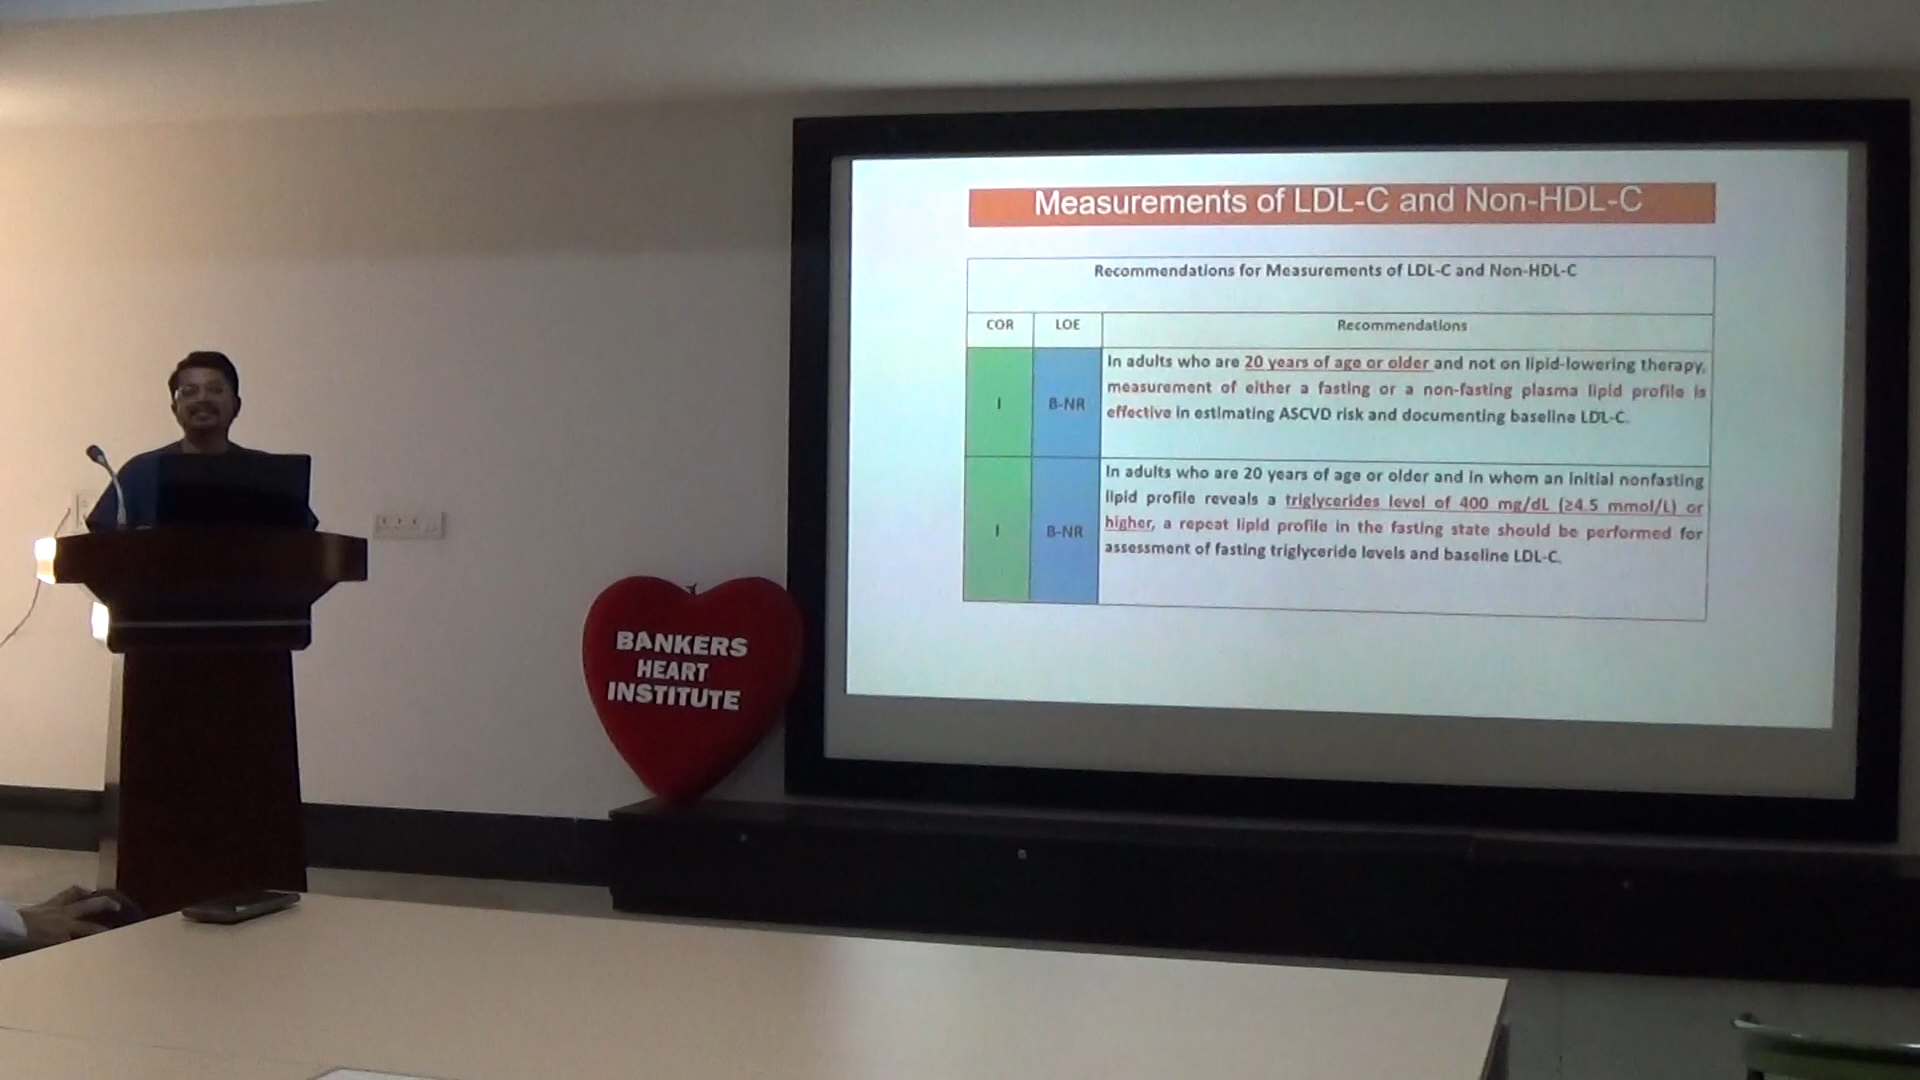 Measurements of LDL-C and Non-HDL-C
Recommendations for Measurements of LDL-C and Non-HDL-C
COR LOE Recommendations
I B-NR
In adults who are 20 years of age or older and not on lipid-lowering therapy,
measurement of either a fasting or a non-fasting plasma lipid profile is
effective in estimating ASCVD risk and documenting baseline LDL-C.
I B-NR
In adults who are 20 years of age or older and in whom an initial nonfasting
lipid profile reveals a triglycerides level of 400 mg/dL (≥4.5 mmol/L) or
higher, a repeat lipid profile in the fasting state should be performed for
assessment of fasting triglyceride levels and baseline LDL-C.
BANKERS
HEART
INSTITUTE